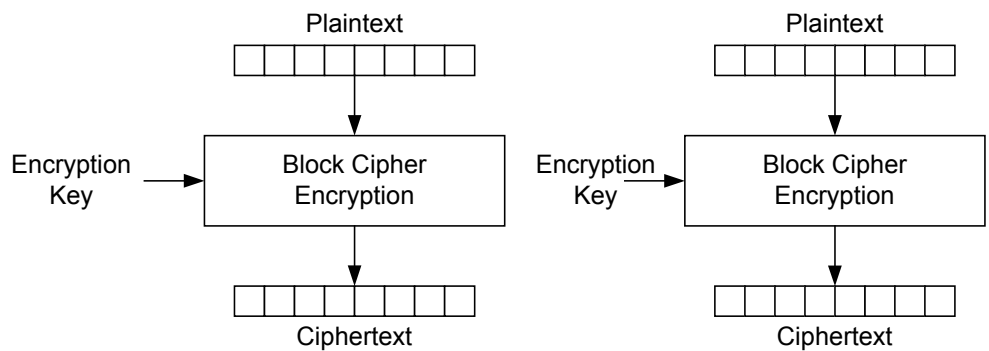 Plaintext
Plaintext
Encryption
Key
Block Cipher
Encryption
Encryption
Key
Block Cipher
Encryption
Ciphertext
Ciphertext